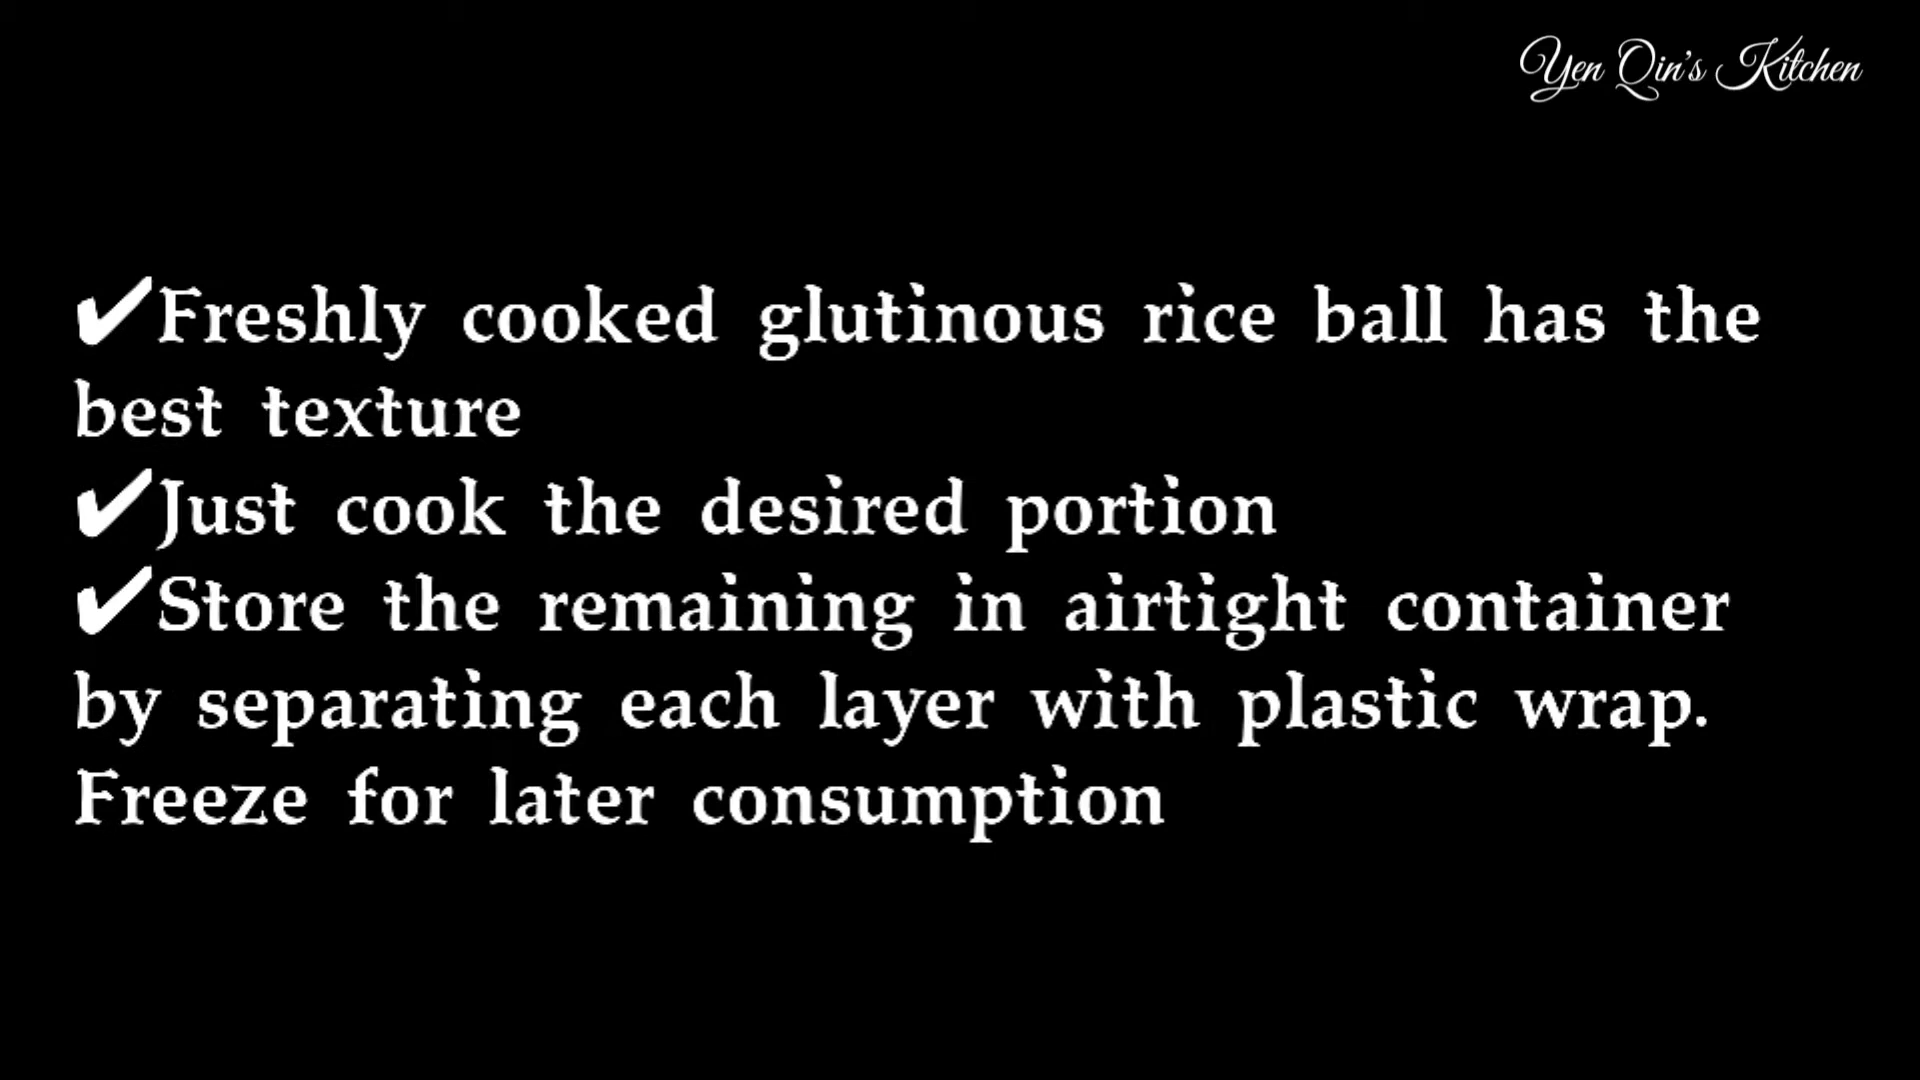 Yen Qin's Kitchen
✔Freshly cooked glutinous rice ball has the
best texture
✔Just cook the desired portion
✔Store the remaining in airtight container
by separating each layer with plastic wrap.
Freeze for later consumption